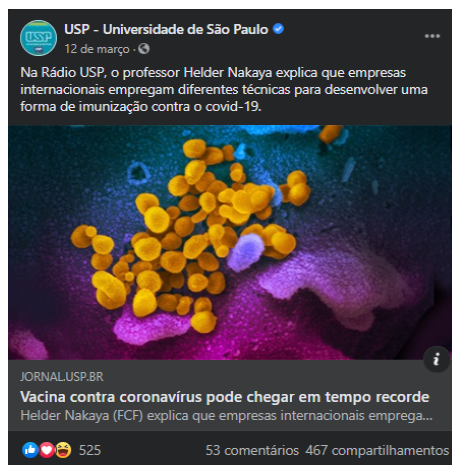 USP
USP - Universidade de São Paulo
12 de março ·
Na Rádio USP, o professor Helder Nakaya explica que empresas
internacionais empregam diferentes técnicas para desenvolver uma
forma de imunização contra o covid-19.
JORNAL.USP.BR
Vacina contra coronavírus pode chegar em tempo recorde
Helder Nakaya (FCF) explica que empresas internacionais emprega...
525 53 comentários 467 compartilhamentos